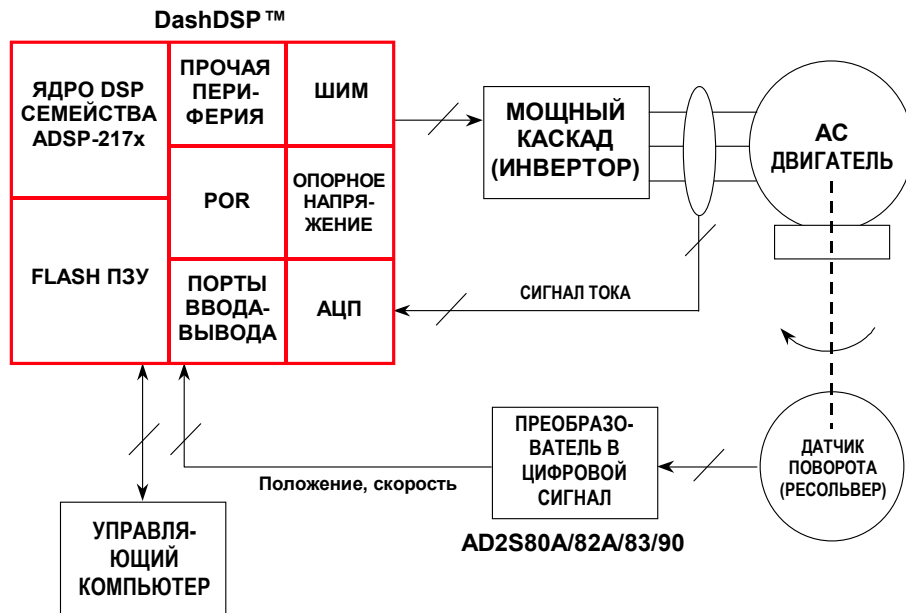 DashDSP™
ЯДРО DSP
СЕМЕЙСТВА
ADSP-217x
ПРОЧАЯ
ПЕРИ-
ФЕРИЯ
ШИМ
POR
ОПОРНОЕ
НАПРЯ-
ЖЕНИЕ
FLASH ПЗУ
ПОРТЫ
ВВОДА-
ВЫВОДА
АЦП
МОЩНЫЙ
КАСКАД
(ИНВЕРТОР)
АС
ДВИГАТЕЛЬ
СИГНАЛ ТОКА
ПРЕОБРАЗО-
ВАТЕЛЬ В
ЦИФРОВОЙ
СИГНАЛ
AD2S80A/82A/83/90
ДАТЧИК
ПОВОРОТА
(РЕСОЛЬВЕР)
Положение, скорость
УПРАВЛЯ-
ЮЩИЙ
КОМПЬЮТЕР